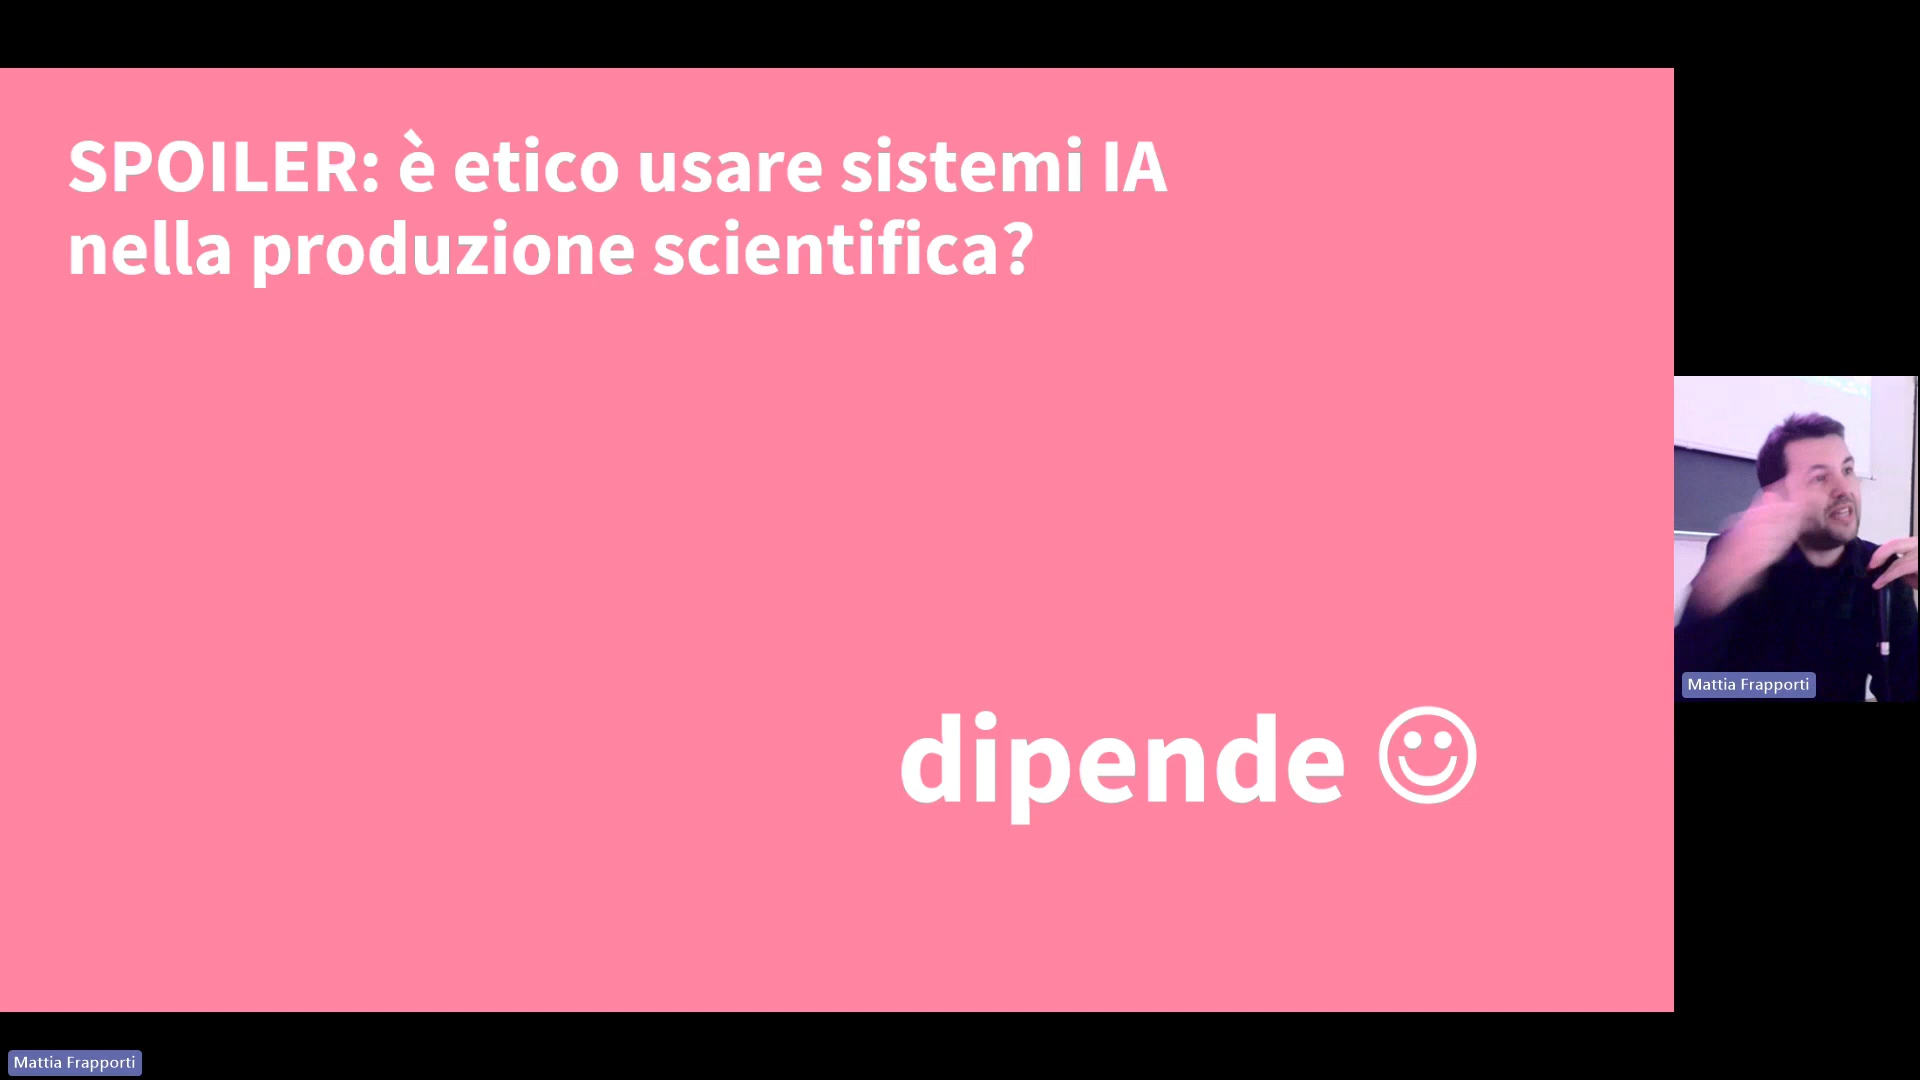 SPOILER: è etico usare sistemi IA
nella produzione scientifica?
dipende ☺
Mattia Frapporti
Mattia Frapporti